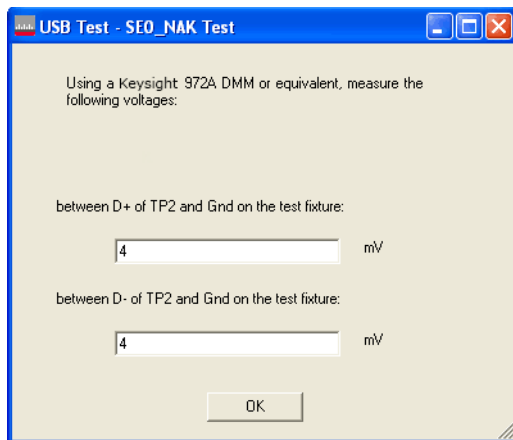 USB Test - SE0_NAK Test
Using a Keysight 972A DMM or equivalent, measure the
following voltages:
between D+ of TP2 and Gnd on the test fixture:
4
mV
between D- of TP2 and Gnd on the test fixture:
4
mV
OK